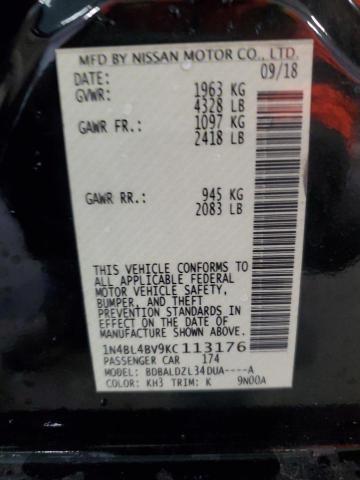 MFD BY NISSAN MOTOR CO., LTD.
DATE: 09/18
GVWR: 1963 KG
4328 LB
GAWR FR.: 1097 KG
2418 LB
GAWR RR.: 945 KG
2083 LB
THIS VEHICLE CONFORMS TO
ALL APPLICABLE FEDERAL
MOTOR VEHICLE SAFETY,
BUMPER, AND THEFT
PREVENTION STANDARDS IN
EFFECT ON THE DATE OF
MANUFACTURE SHOWN ABOVE.
1N4BL4BV9KC113176
PASSENGER CAR 174
MODEL: BDBALDZL34DUA----A
COLOR: KH3 TRIM: K 9N00A